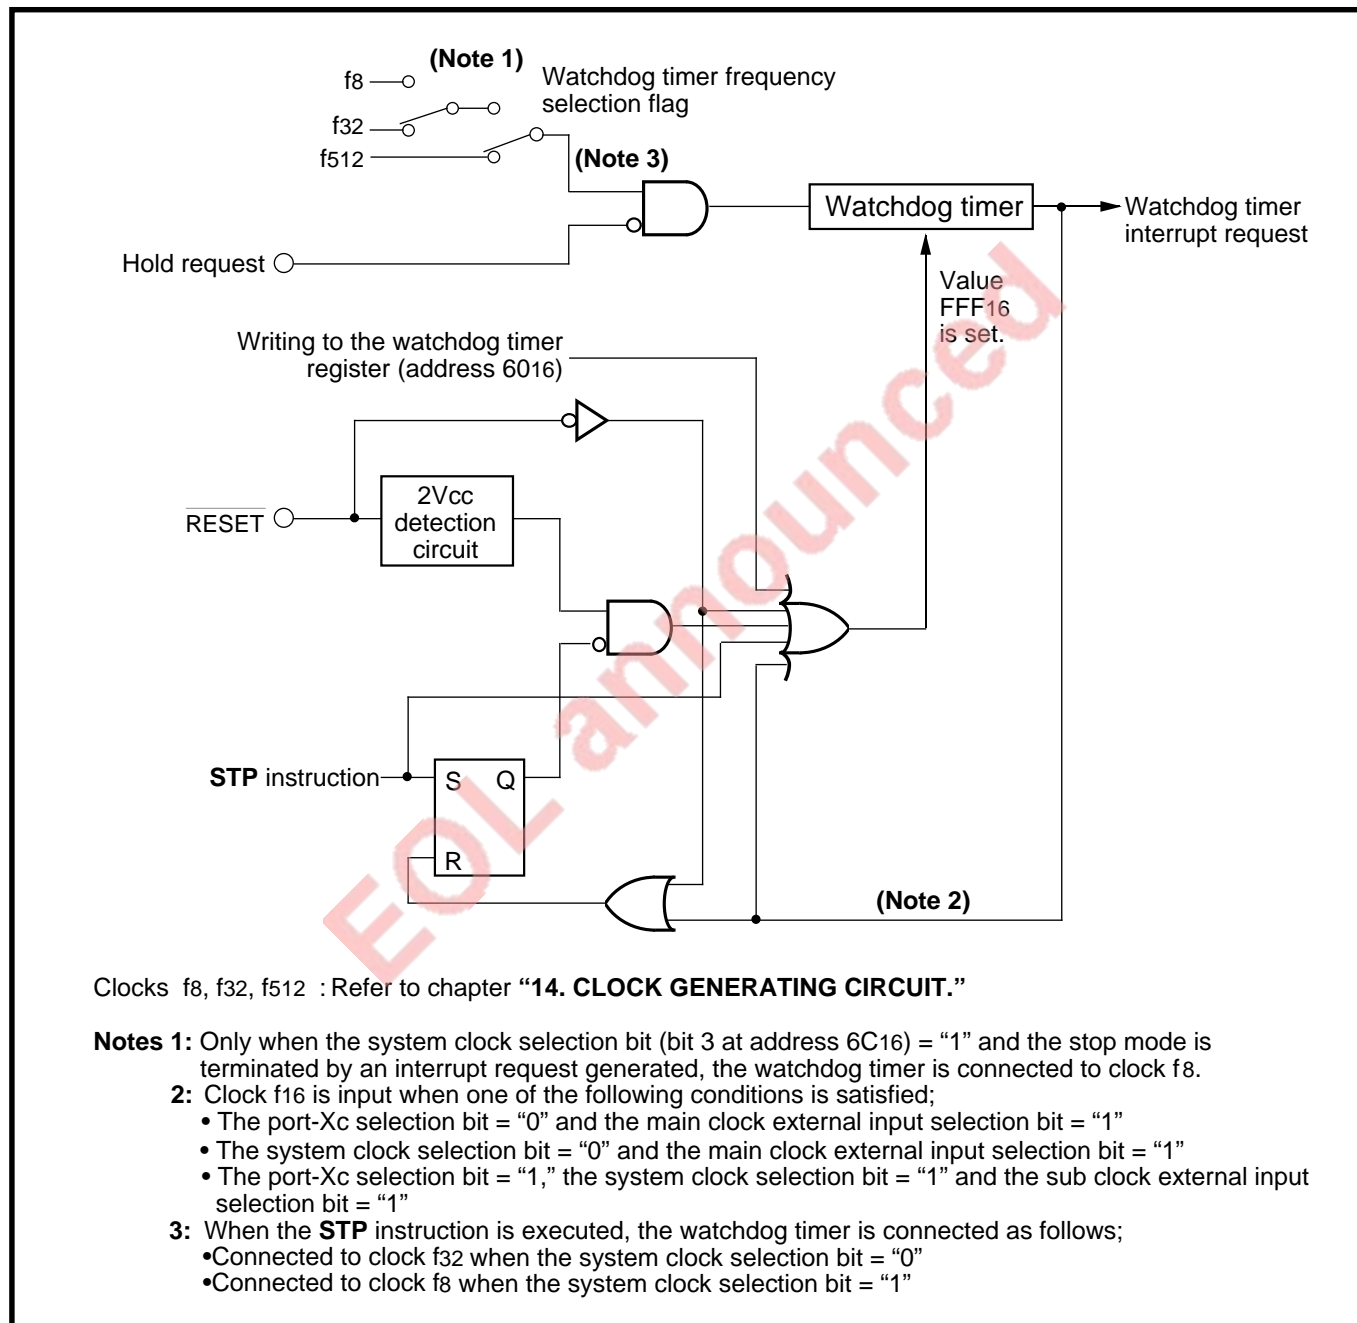 (Note 1)
f8
Watchdog timer frequency
selection flag
f32
f512
(Note 3)
Watchdog timer
Watchdog timer
interrupt request
Hold request
Value
FFF16
is set.
Writing to the watchdog timer
register (address 6016)
RESET
2Vcc
detection
circuit
STP instruction
S
Q
R
(Note 2)
EOL announced
Clocks f8, f32, f512 : Refer to chapter “14. CLOCK GENERATING CIRCUIT.”
Notes 1: Only when the system clock selection bit (bit 3 at address 6C16) = “1” and the stop mode is
terminated by an interrupt request generated, the watchdog timer is connected to clock f8.
2: Clock f16 is input when one of the following conditions is satisfied;
• The port-Xc selection bit = “0” and the main clock external input selection bit = “1”
• The system clock selection bit = “0” and the main clock external input selection bit = “1”
• The port-Xc selection bit = “1,” the system clock selection bit = “1” and the sub clock external input
selection bit = “1”
3: When the STP instruction is executed, the watchdog timer is connected as follows;
•Connected to clock f32 when the system clock selection bit = “0”
•Connected to clock f8 when the system clock selection bit = “1”